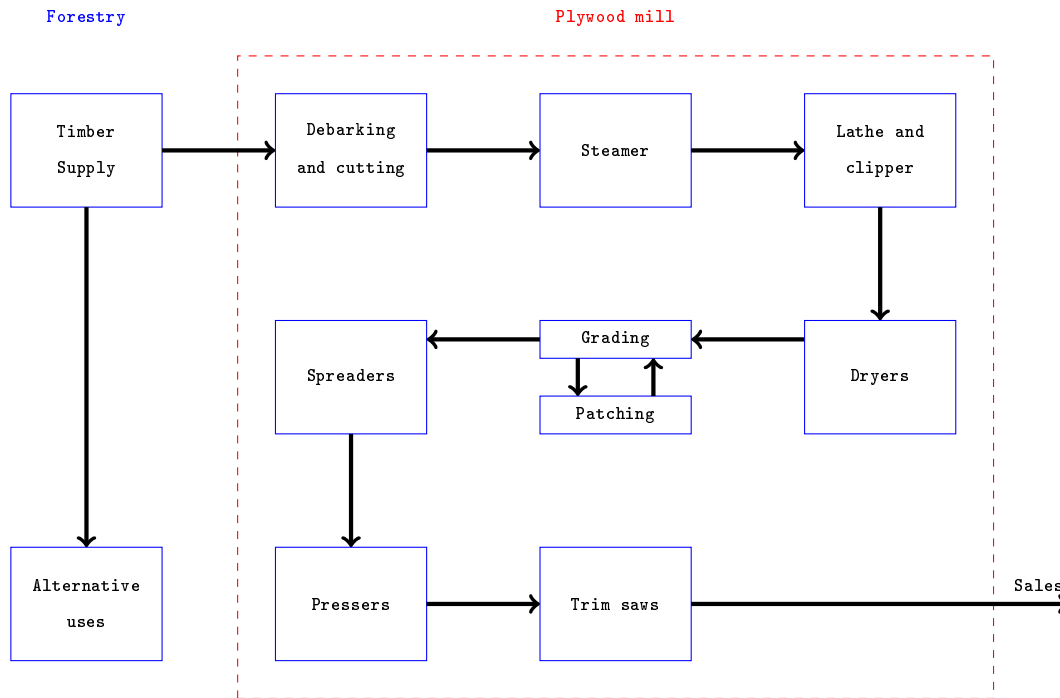 Forestry
Plywood mill
Timber
Supply
Debarking
and cutting
Steamer
Lathe and
clipper
Spreaders
Grading
Patching
Dryers
Alternative
uses
Pressers
Trim saws
Sales